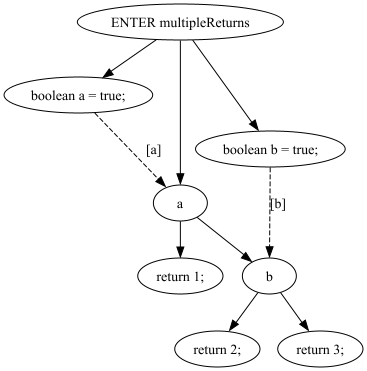 ENTER multipleReturns
boolean a = true;
[a]
boolean b = true;
a
[b]
return 1;
b
return 2;
return 3;